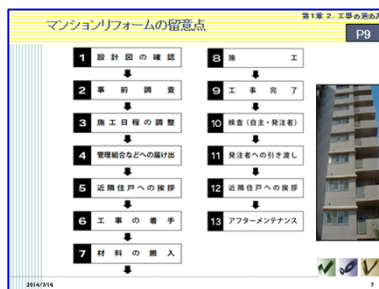 第1章 2. 工事の進め方
マンションリフォームの留意点
P9
1 設計図の確認
2 事前調査
3 施工日程の調整
4 管理組合などへの届け出
5 近隣住戸への挨拶
6 工事の着手
7 材料の搬入
8 施工
9 工事完了
10 検査(自主・発注者)
11 発注者への引き渡し
12 近隣住戸への挨拶
13 アフターメンテナンス
2014/7/16
7